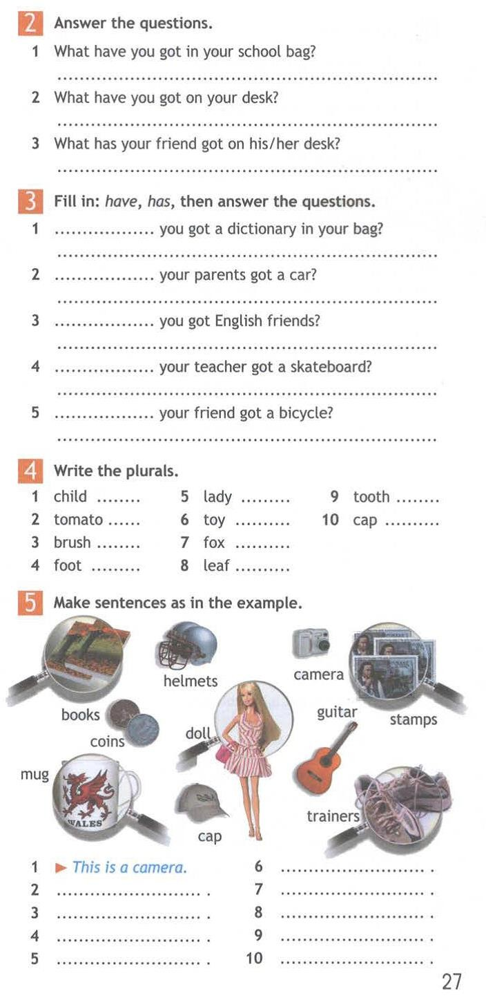 2 Answer the questions.
1 What have you got in your school bag?
........................................................................
2 What have you got on your desk?
........................................................................
3 What has your friend got on his/her desk?
........................................................................
3 Fill in: have, has, then answer the questions.
1 ................... you got a dictionary in your bag?
........................................................................
2 ................... your parents got a car?
........................................................................
3 ................... you got English friends?
........................................................................
4 ................... your teacher got a skateboard?
........................................................................
5 ................... your friend got a bicycle?
........................................................................
4 Write the plurals.
1 child ........ 5 lady ......... 9 tooth ........
2 tomato ...... 6 toy .......... 10 cap ..........
3 brush ........ 7 fox ..........
4 foot ......... 8 leaf ..........
5 Make sentences as in the example.
helmets
camera
books
guitar
stamps
coins
doll
mug
WALES
trainers
cap
1 ► This is a camera. 6 ........................... .
2 ........................... . 7 ........................... .
3 ........................... . 8 ........................... .
4 ........................... . 9 ........................... .
5 ........................... . 10 ........................... .
27